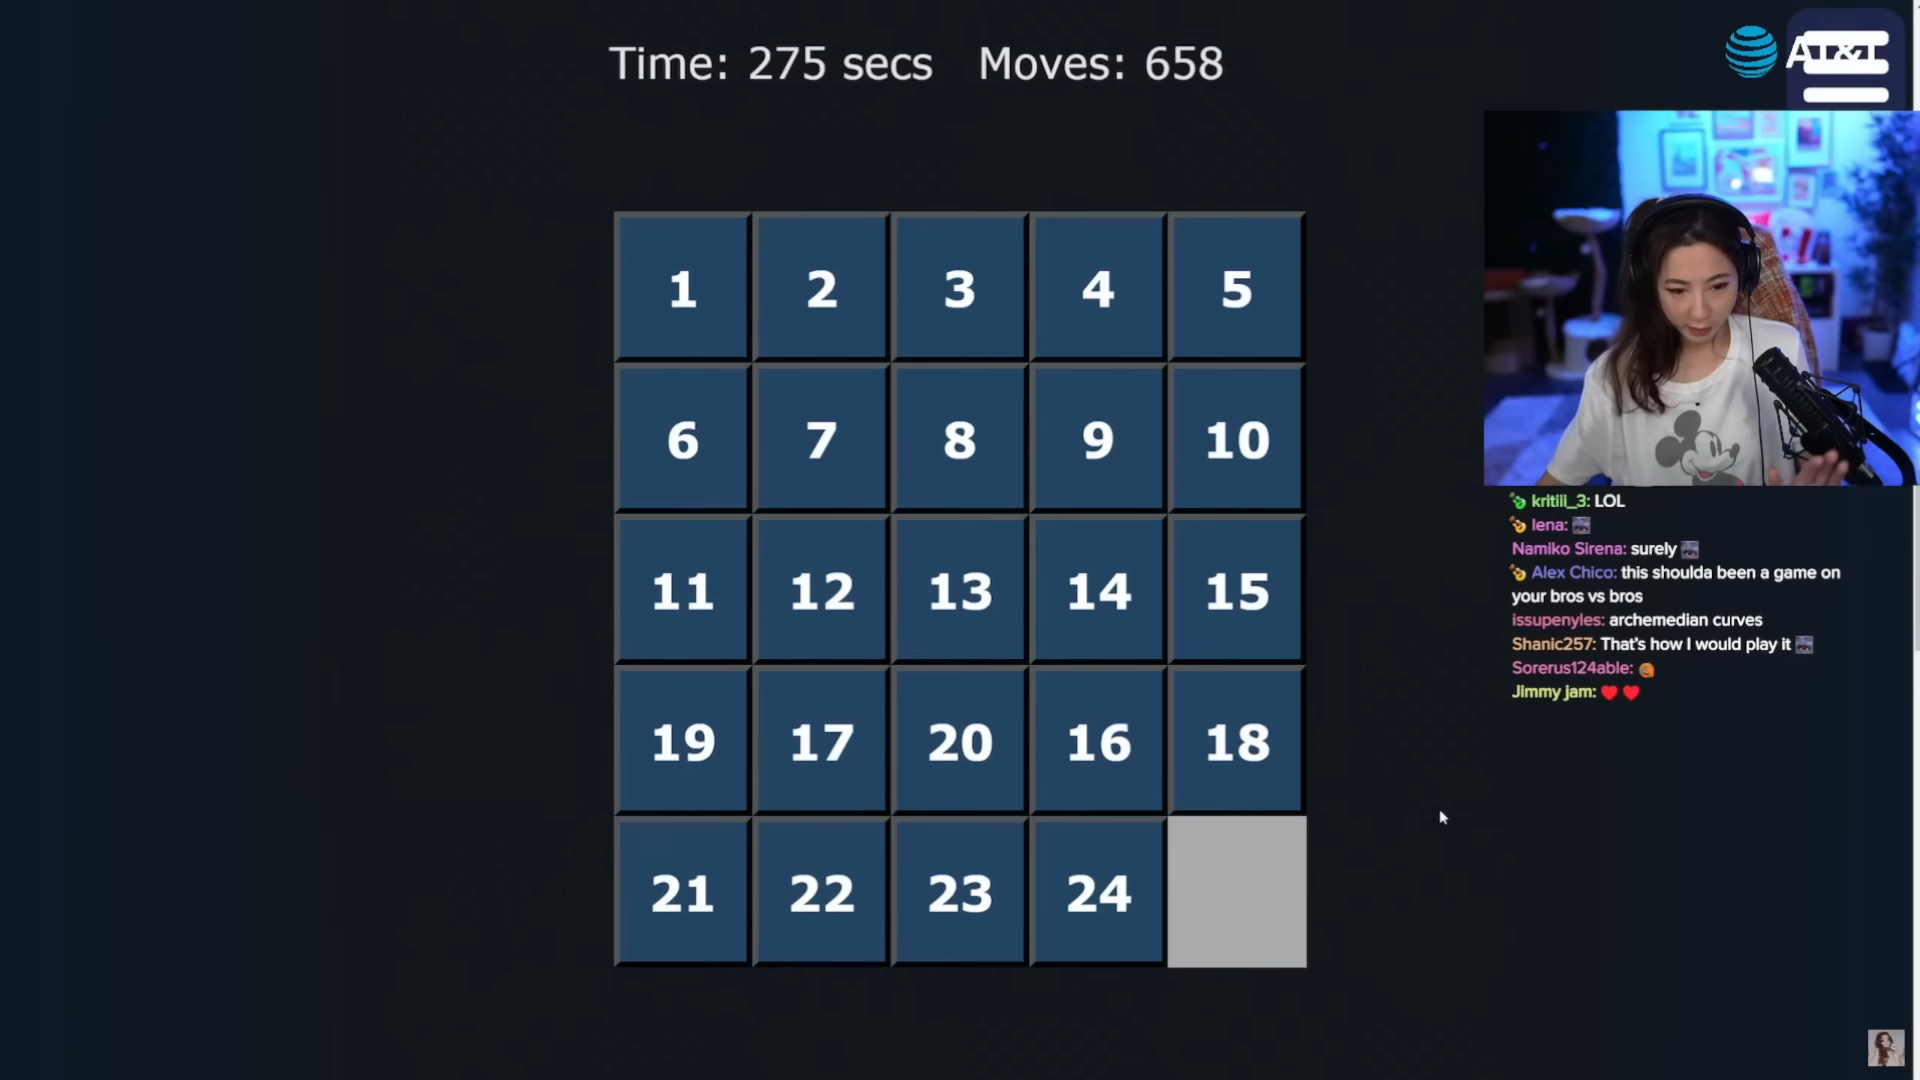 Time: 275 secs Moves: 658
AT&T
1 2 3 4 5
6 7 8 9 10
11 12 13 14 15
19 17 20 16 18
21 22 23 24
kritiii_3: LOL
lena:
Namiko Sirena: surely
Alex Chico: this shoulda been a game on
your bros vs bros
issupenyles: archemedian curves
Shanic257: That's how I would play it
Sorerus124able:
Jimmy jam: